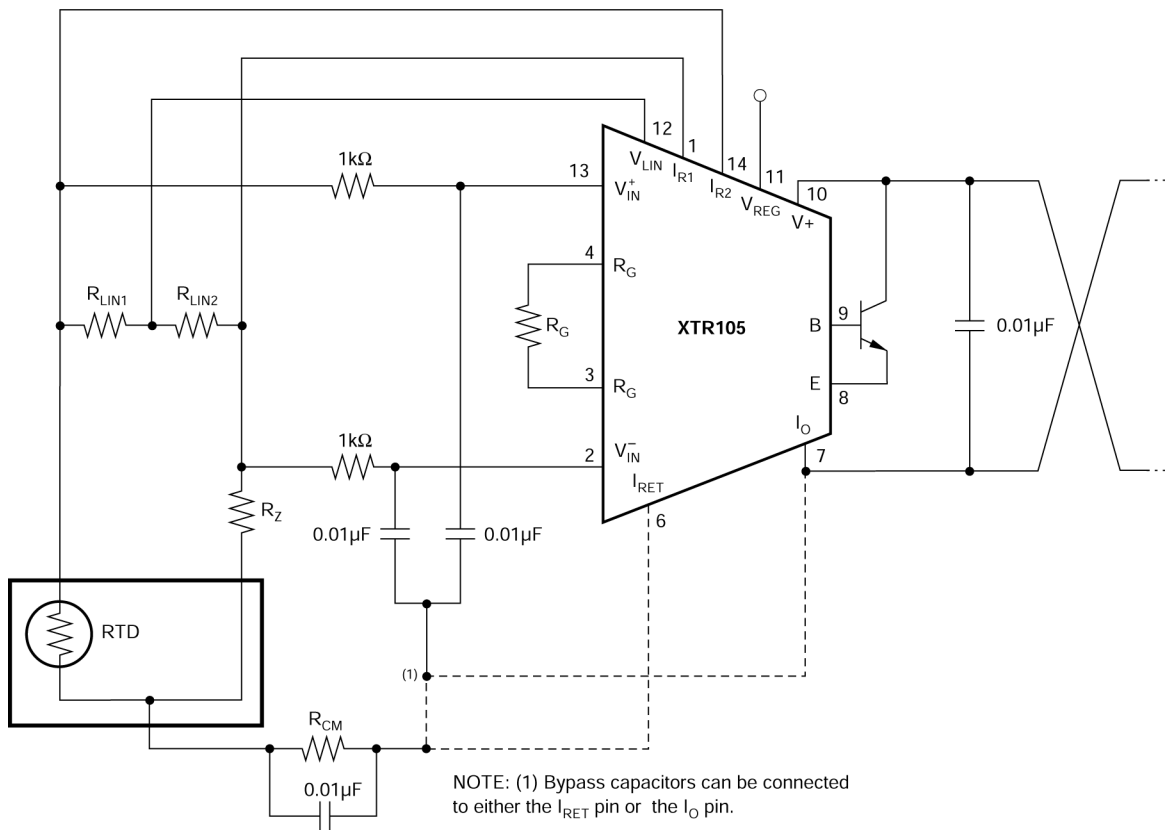 12
1
1kΩ
13
V_LIN
I_R1
14
I_R2
11
V_REG
10
V+
V_IN^+
4
R_G
R_LIN1
R_LIN2
R_G
XTR105
B
9
0.01µF
3
R_G
E
8
1kΩ
I_O
2
V_IN^−
7
I_RET
6
R_Z
0.01µF
0.01µF
RTD
(1)
R_CM
0.01µF
NOTE: (1) Bypass capacitors can be connected
to either the I_RET pin or the I_O pin.